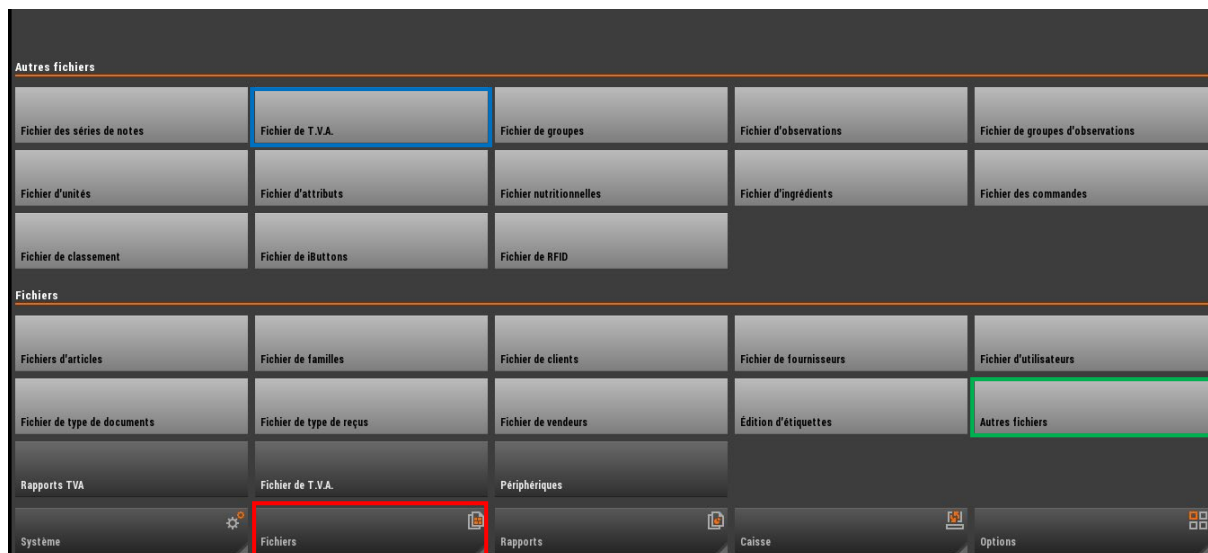 Autres fichiers
Fichier des séries de notes
Fichier de T.V.A.
Fichier de groupes
Fichier d'observations
Fichier de groupes d'observations
Fichier d'unités
Fichier d'attributs
Fichier nutritionnelles
Fichier d'ingrédients
Fichier des commandes
Fichier de classement
Fichier de iButtons
Fichier de RFID
Fichiers
Fichiers d'articles
Fichier de familles
Fichier de clients
Fichier de fournisseurs
Fichier d'utilisateurs
Fichier de type de documents
Fichier de type de reçus
Fichier de vendeurs
Édition d'étiquettes
Autres fichiers
Rapports TVA
Fichier de T.V.A.
Périphériques
Système
Fichiers
Rapports
Caisse
Options